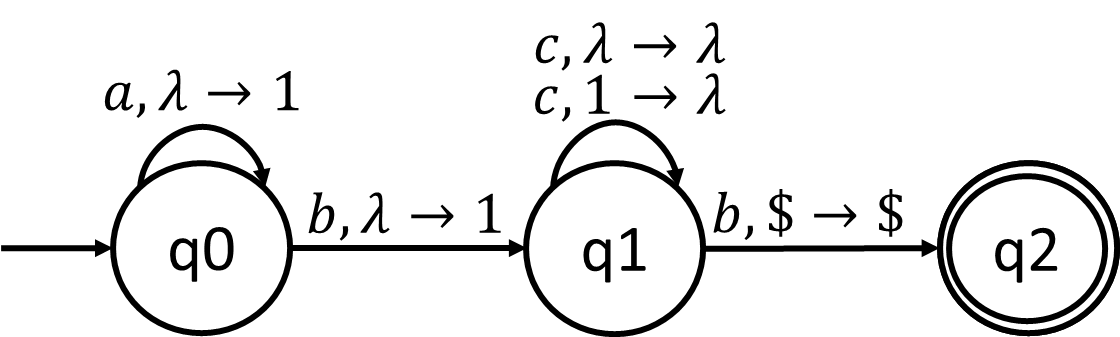 c, λ → λ
a, λ → 1
c, 1 → λ
b, λ → 1
b, $ → $
q0
q1
q2